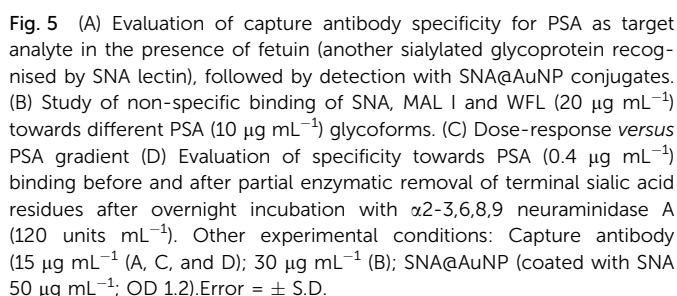 Fig. 5 (A) Evaluation of capture antibody specificity for PSA as target
analyte in the presence of fetuin (another sialylated glycoprotein recog-
nised by SNA lectin), followed by detection with SNA@AuNP conjugates.
(B) Study of non-specific binding of SNA, MAL I and WFL (20 μg mL⁻¹)
towards different PSA (10 μg mL⁻¹) glycoforms. (C) Dose-response versus
PSA gradient (D) Evaluation of specificity towards PSA (0.4 μg mL⁻¹)
binding before and after partial enzymatic removal of terminal sialic acid
residues after overnight incubation with α2-3,6,8,9 neuraminidase A
(120 units mL⁻¹). Other experimental conditions: Capture antibody
(15 μg mL⁻¹ (A, C, and D); 30 μg mL⁻¹ (B); SNA@AuNP (coated with SNA
50 μg mL⁻¹; OD 1.2).Error = ± S.D.